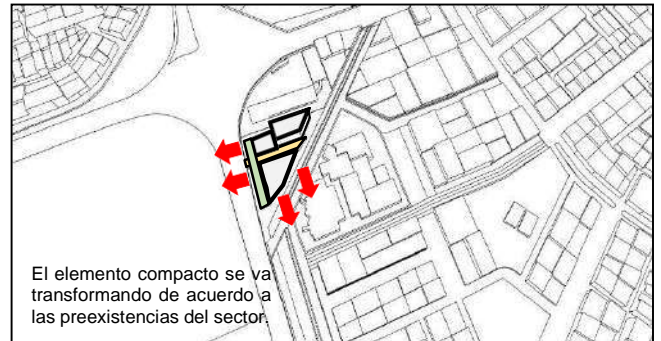 El elemento compacto se va
transformando de acuerdo a
las preexistencias del sector.